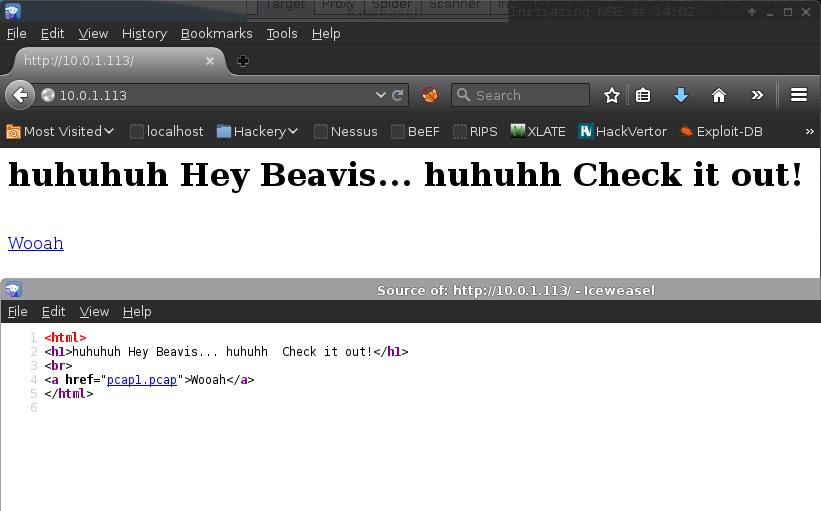 Target Proxy Spider Scanner
Initiating NSE at 14:02
File Edit View History Bookmarks Tools Help
http://10.0.1.113/
10.0.1.113
Search
Most Visited localhost Hackery Nessus BeEF RIPS XLATE HackVertor Exploit-DB »
huhuhuh Hey Beavis... huhuhh Check it out!
Wooah
Source of: http://10.0.1.113/ - Iceweasel
File Edit View Help
1 <html>
2 <h1>huhuhuh Hey Beavis... huhuhh  Check it out!</h1>
3 <br>
4 <a href="pcap1.pcap">Wooah</a>
5 </html>
6